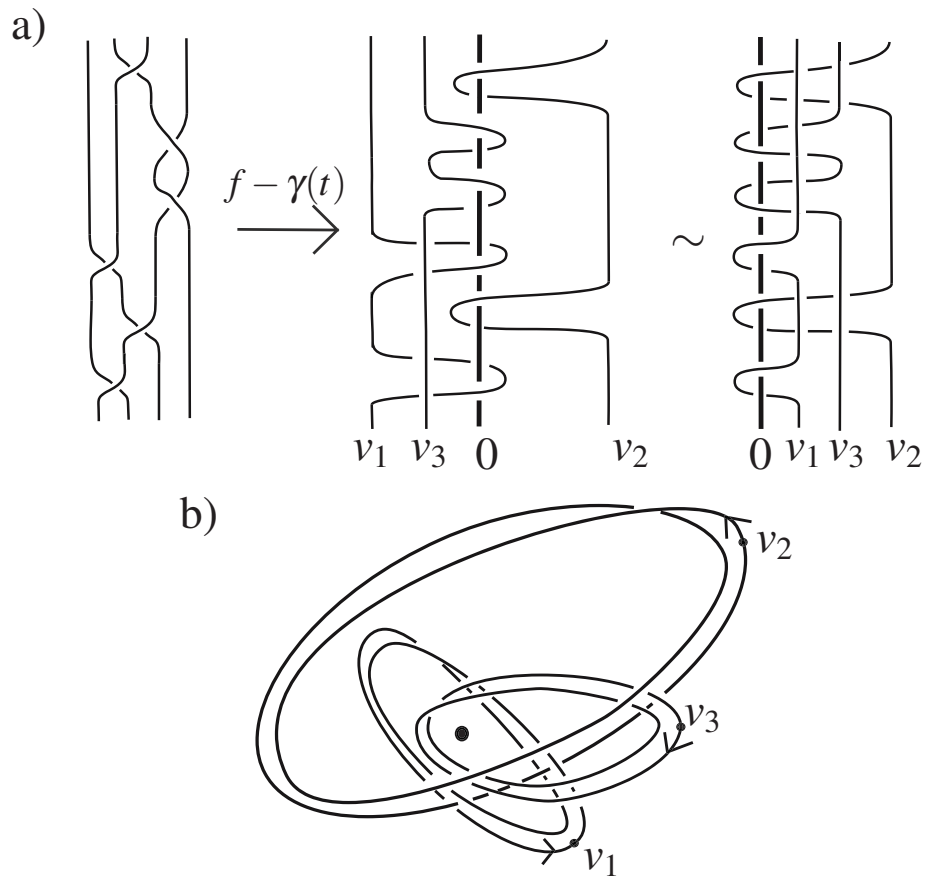 a)
f − γ(t)
∼
v₁ v₃ 0 v₂
0 v₁ v₃ v₂
b)
v₂
v₃
v₁